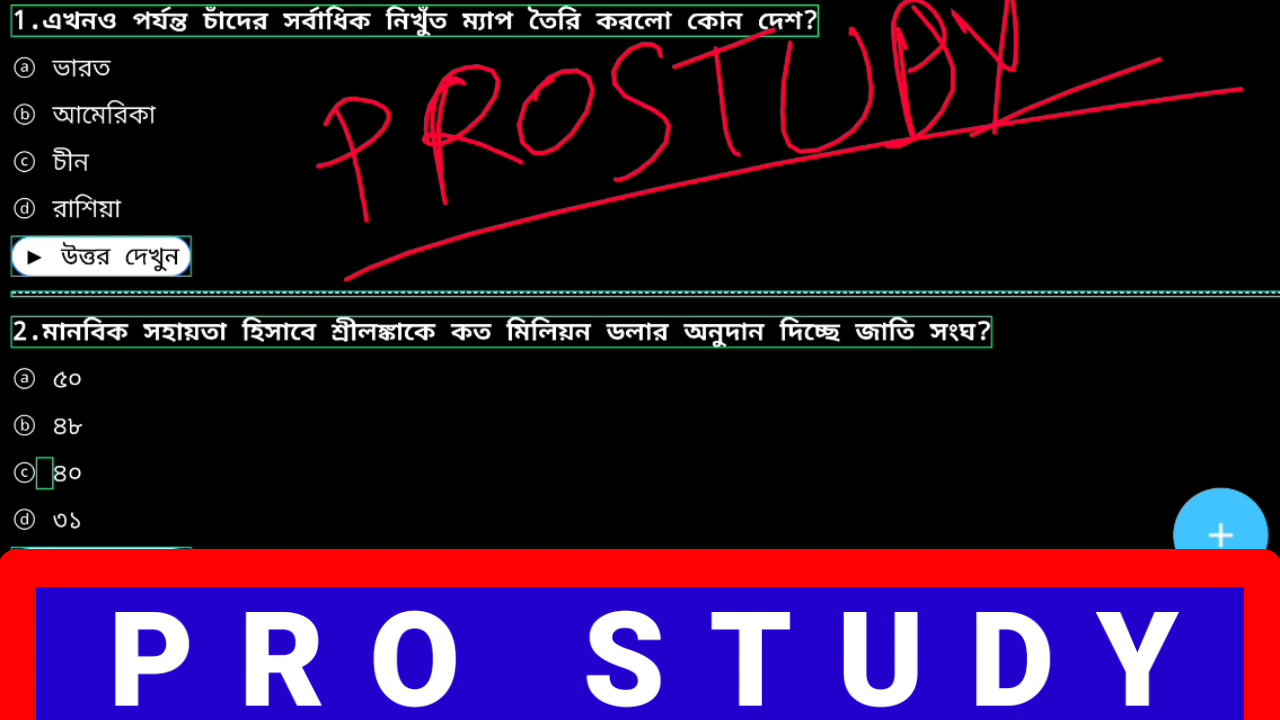 1.এখনও পর্যন্ত চাঁদের সর্বাধিক নিখুঁত ম্যাপ তৈরি করলো কোন দেশ?
ⓐ ভারত
ⓑ আমেরিকা
ⓒ চীন
ⓓ রাশিয়া
► উত্তর দেখুন
PROSTUDY
2.মানবিক সহায়তা হিসাবে শ্রীলঙ্কাকে কত মিলিয়ন ডলার অনুদান দিচ্ছে জাতি সংঘ?
ⓐ ৫০
ⓑ ৪৮
ⓒ ৪০
ⓓ ৩১
+
PRO STUDY